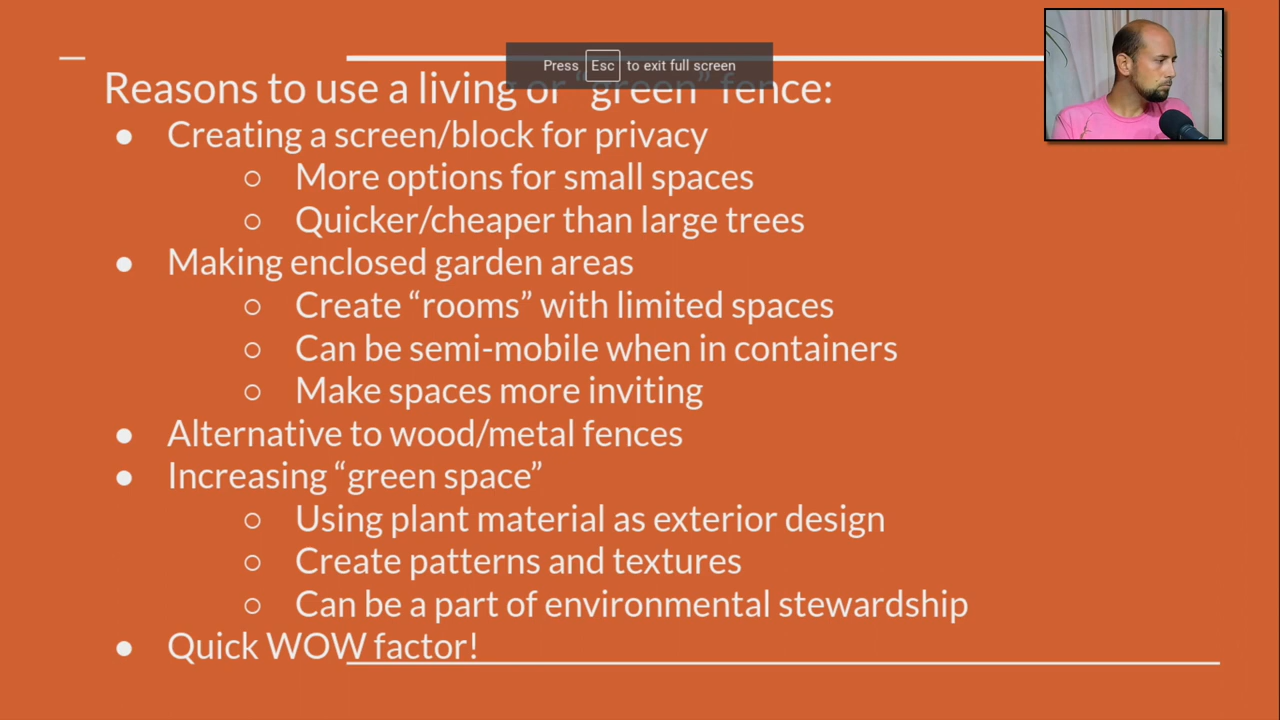 Press Esc to exit full screen
Reasons to use a living or “green” fence:
● Creating a screen/block for privacy
○ More options for small spaces
○ Quicker/cheaper than large trees
● Making enclosed garden areas
○ Create “rooms” with limited spaces
○ Can be semi-mobile when in containers
○ Make spaces more inviting
● Alternative to wood/metal fences
● Increasing “green space”
○ Using plant material as exterior design
○ Create patterns and textures
○ Can be a part of environmental stewardship
● Quick WOW factor!